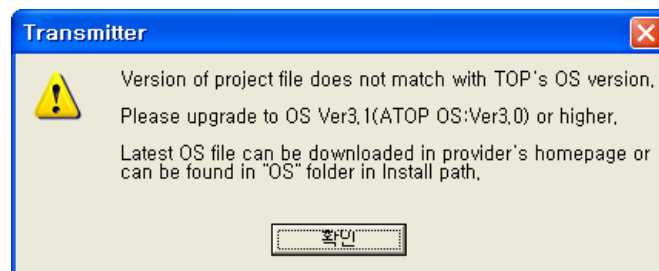 Transmitter
Version of project file does not match with TOP's OS version.
Please upgrade to OS Ver3.1(ATOP OS:Ver3.0) or higher.
Latest OS file can be downloaded in provider's homepage or
can be found in "OS" folder in Install path.
확인